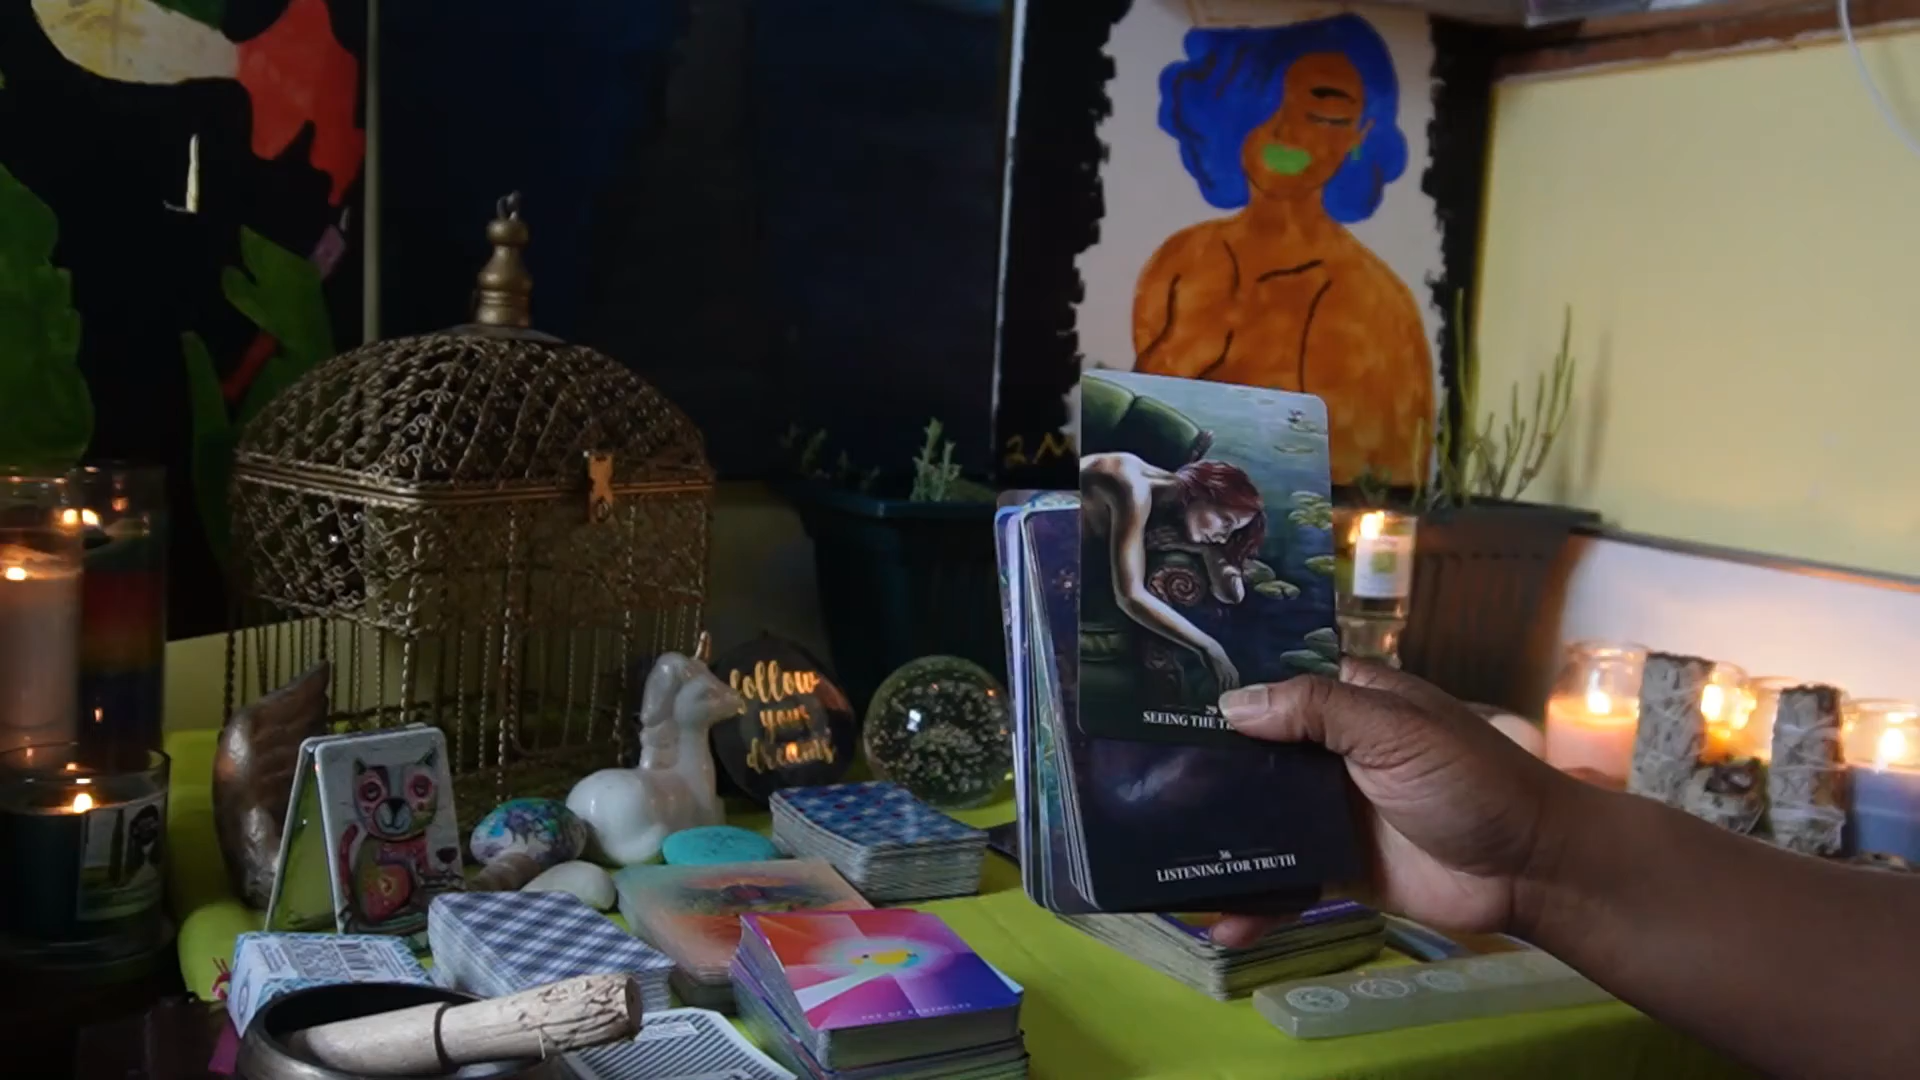 follow
your
dreams
29
SEEING THE
36
LISTENING FOR TRUTH